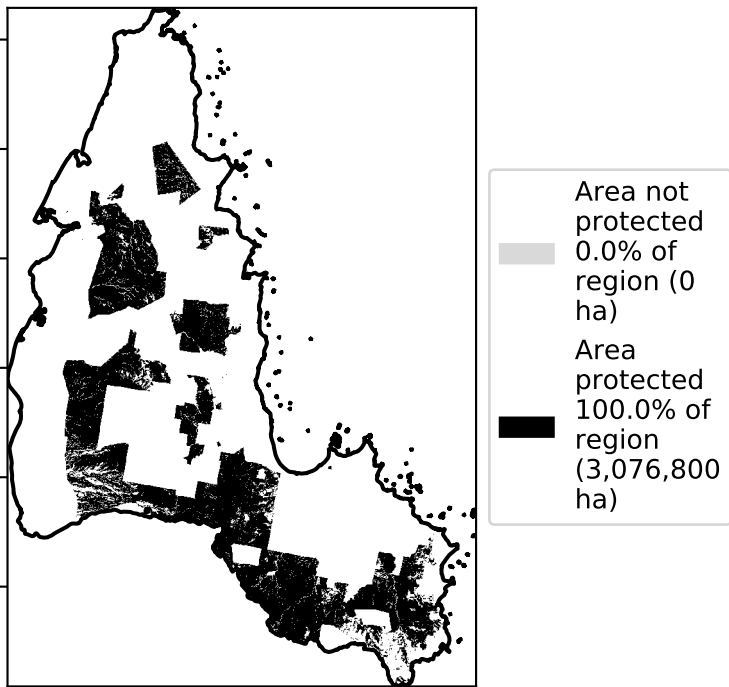 Area not
protected
0.0% of
region (0
ha)
Area
protected
100.0% of
region
(3,076,800
ha)